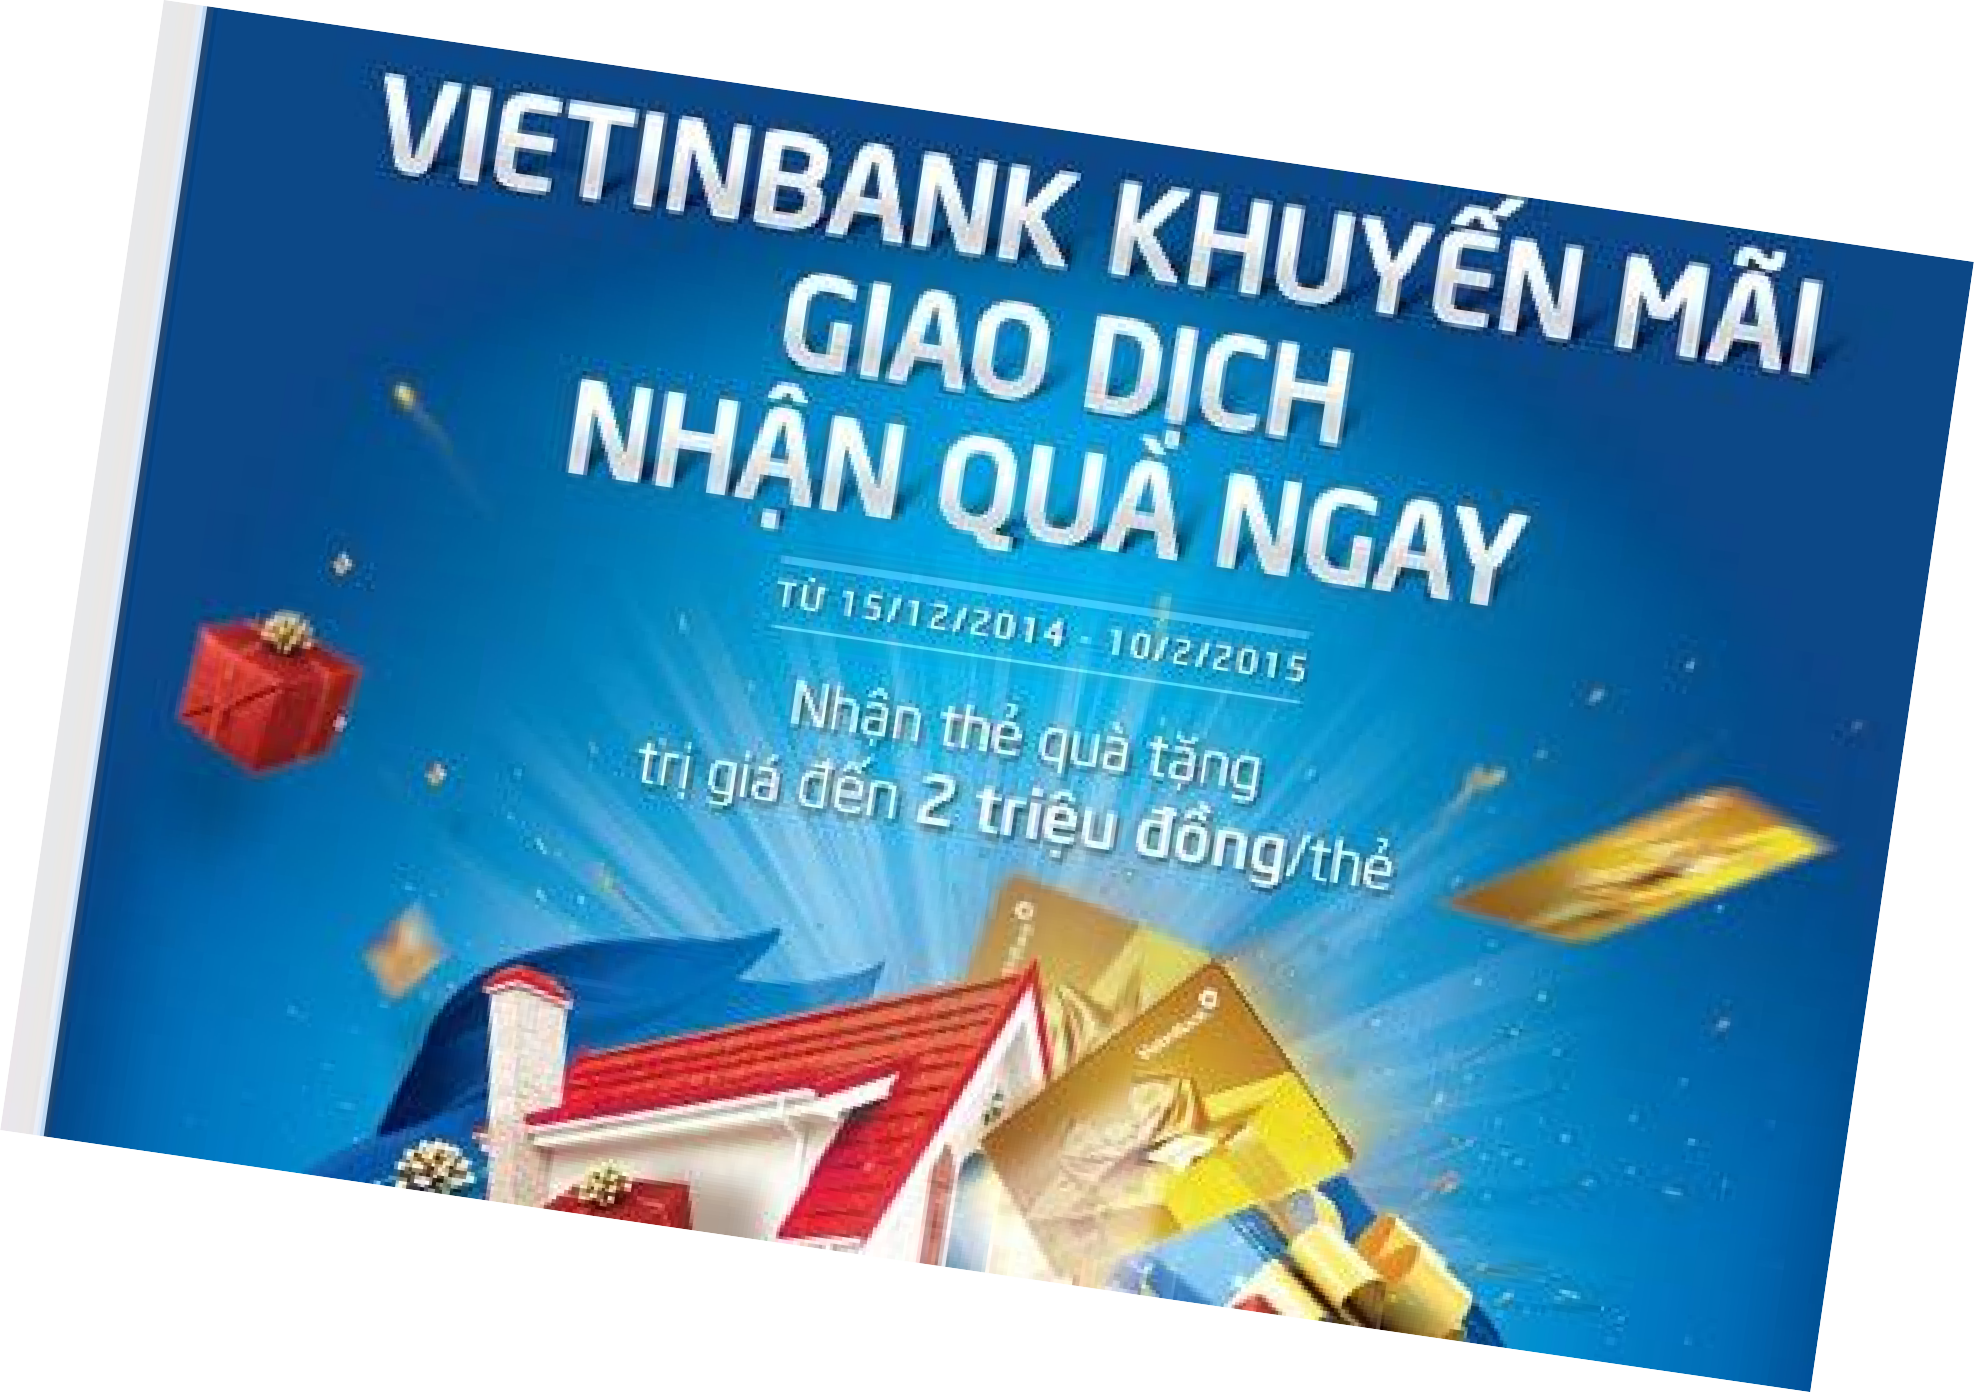 VIETINBANK KHUYẾN MÃI
GIAO DỊCH
NHẬN QUÀ NGAY
TỪ 15/12/2014 - 10/2/2015
Nhận thẻ quà tặng
trị giá đến 2 triệu đồng/thẻ
VietinBank